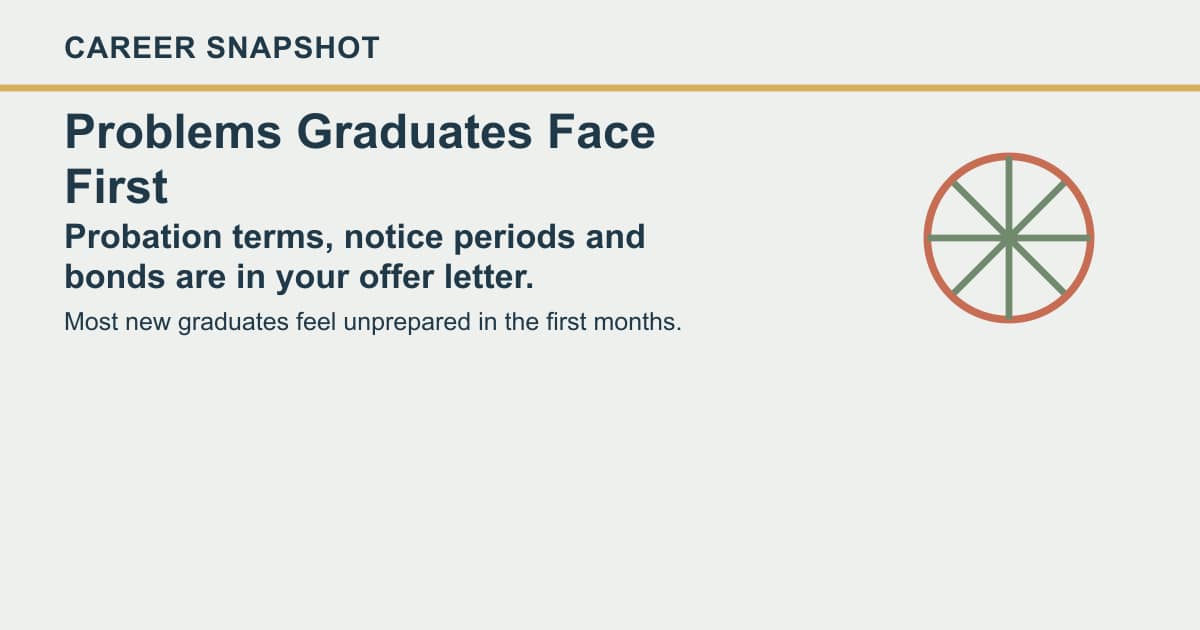 CAREER SNAPSHOT
Problems Graduates Face
First
Probation terms, notice periods and
bonds are in your offer letter.
Most new graduates feel unprepared in the first months.